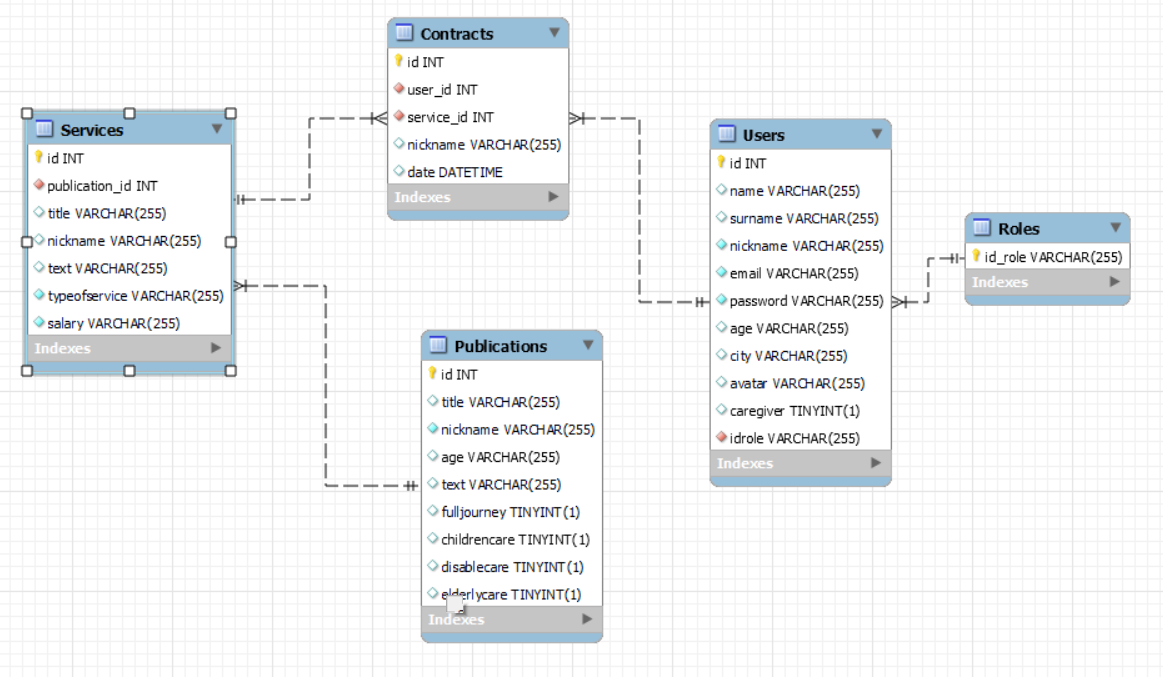 Contracts
id INT
user_id INT
service_id INT
nickname VARCHAR(255)
date DATETIME
Indexes
Services
id INT
publication_id INT
title VARCHAR(255)
nickname VARCHAR(255)
text VARCHAR(255)
typeofservice VARCHAR(255)
salary VARCHAR(255)
Indexes
Publications
id INT
title VARCHAR(255)
nickname VARCHAR(255)
age VARCHAR(255)
text VARCHAR(255)
fulljourney TINYINT(1)
childrencare TINYINT(1)
disablecare TINYINT(1)
elderlycare TINYINT(1)
Indexes
Users
id INT
name VARCHAR(255)
surname VARCHAR(255)
nickname VARCHAR(255)
email VARCHAR(255)
password VARCHAR(255)
age VARCHAR(255)
city VARCHAR(255)
avatar VARCHAR(255)
caregiver TINYINT(1)
idrole VARCHAR(255)
Indexes
Roles
id_role VARCHAR(255)
Indexes